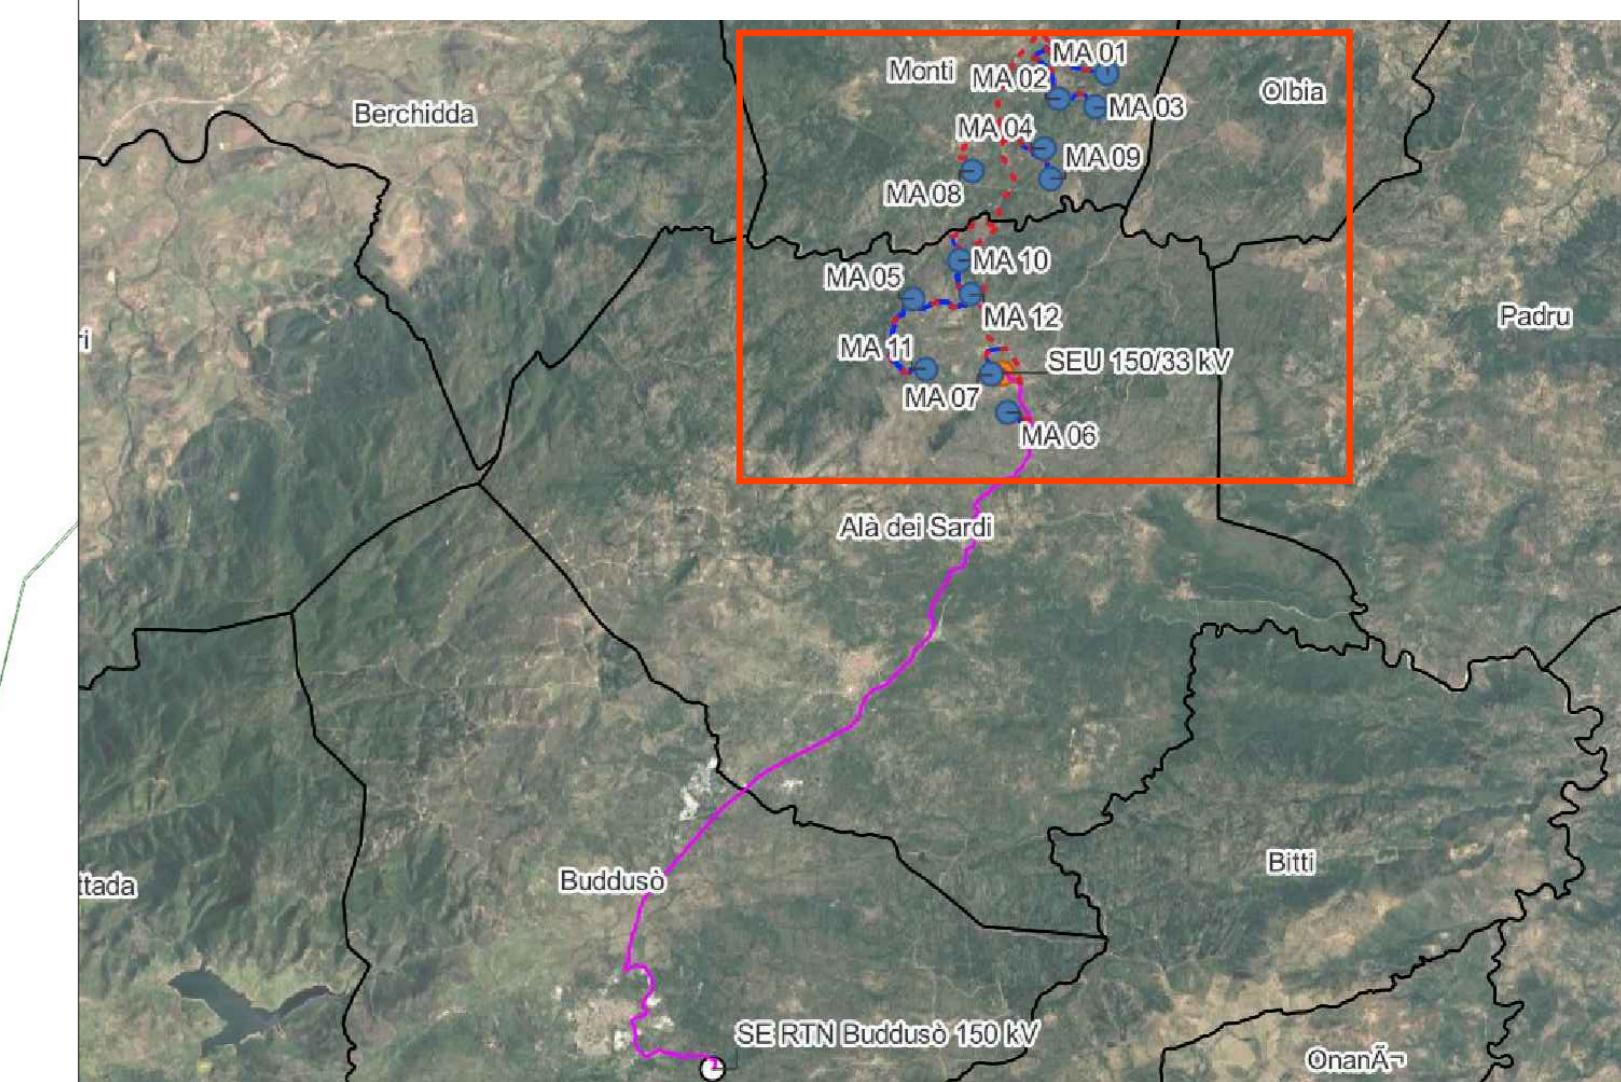 MA 01
Monti
MA 02
Olbia
Berchidda
MA 03
MA 04
MA 09
MA 08
MA 10
MA 05
MA 12
Padru
ri
MA 11
SEU 150/33 kV
MA 07
MA 06
Alà dei Sardi
Bitti
Buddusò
ttada
SE RTN Buddusò 150 kV
OnanÃ¬